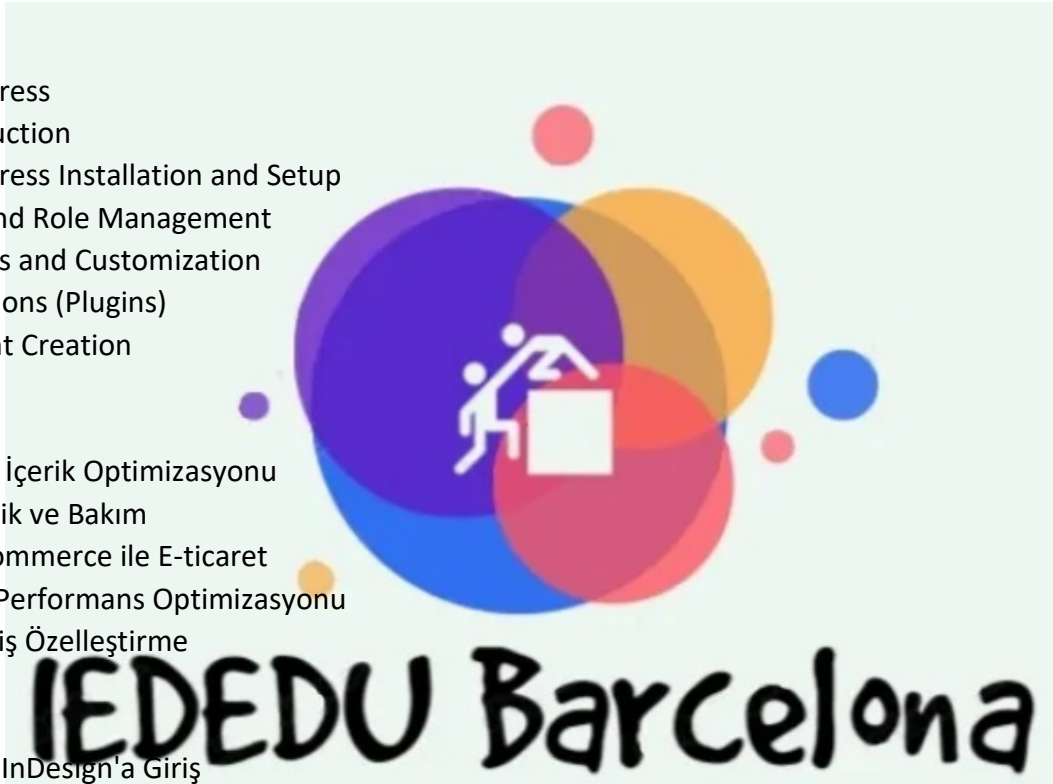 ress
uction
ress Installation and Setup
nd Role Management
s and Customization
ons (Plugins)
t Creation
İçerik Optimizasyonu
ik ve Bakım
ommerce ile E-ticaret
Performans Optimizasyonu
iş Özelleştirme
IEDEDU Barcelona
InDesign'a Giriş